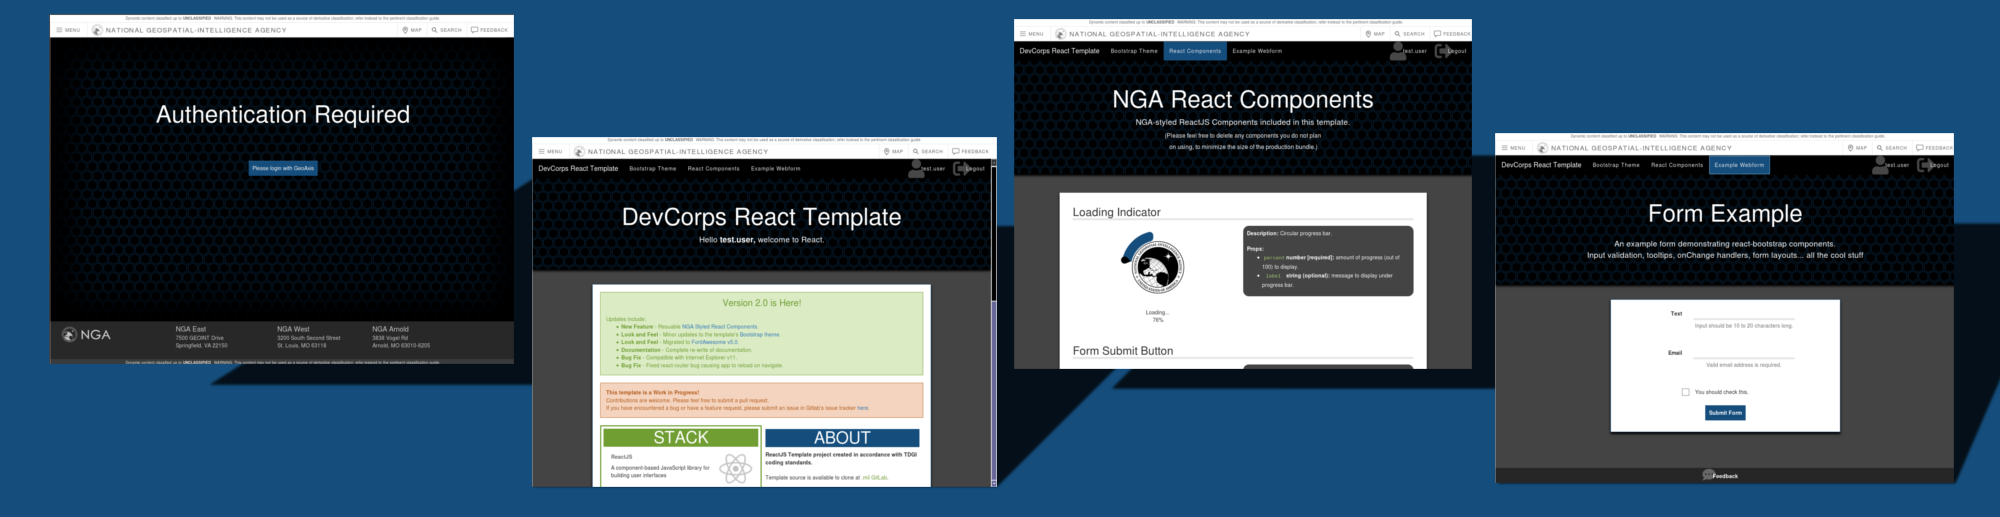 Dynamic content classified up to UNCLASSIFIED WARNING: This content may not be used as a source of derivative classification; refer instead to the pertinent classification guide.
MENU
NATIONAL GEOSPATIAL-INTELLIGENCE AGENCY
MAP
SEARCH
FEEDBACK
Authentication Required
Please login with GeoAxis
NGA
NGA East
7500 GEOINT Drive
Springfield, VA 22150
NGA West
3200 South Second Street
St. Louis, MO 63118
NGA Arnold
3838 Vogel Rd
Arnold, MO 63010-6205
Dynamic content classified up to UNCLASSIFIED WARNING: This content may not be used as a source of derivative classification; refer instead to the pertinent classification guide.
Dynamic content classified up to UNCLASSIFIED WARNING: This content may not be used as a source of derivative classification; refer instead to the pertinent classification guide.
MENU
NATIONAL GEOSPATIAL-INTELLIGENCE AGENCY
MAP
SEARCH
FEEDBACK
DevCorps React Template
Bootstrap Theme
React Components
Example Webform
test.user
Logout
DevCorps React Template
Hello test.user, welcome to React.
Version 2.0 is Here!
Updates Include:
New Feature - Resuable NGA Styled React Components.
Look and Feel - Minor updates to the template's Bootstrap theme.
Look and Feel - Migrated to FontAwesome v5.0.
Documentation - Complete re-write of documentation.
Bug Fix - Compatible with Internet Explorer v11.
Bug Fix - Fixed react-router bug causing app to reload on navigate.
This template is a Work in Progress!
Contributions are welcome. Please feel free to submit a pull request.
If you have encountered a bug or have a feature request, please submit an issue in Gitlab's issue tracker here.
STACK
ReactJS
A component-based JavaScript library for
building user interfaces
ABOUT
ReactJS Template project created in accordance with TDGI
coding standards.
Template source is available to clone at .mil GitLab.
Dynamic content classified up to UNCLASSIFIED WARNING: This content may not be used as a source of derivative classification; refer instead to the pertinent classification guide.
MENU
NATIONAL GEOSPATIAL-INTELLIGENCE AGENCY
MAP
SEARCH
FEEDBACK
DevCorps React Template
Bootstrap Theme
React Components
Example Webform
test.user
Logout
NGA React Components
NGA-styled ReactJS Components included in this template.
(Please feel free to delete any components you do not plan
on using, to minimize the size of the production bundle.)
Loading Indicator
Loading...
76%
Description: Circular progress bar.
Props:
percent number [required]: amount of progress (out of
100) to display.
label string (optional): message to display under
progress bar.
Form Submit Button
Dynamic content classified up to UNCLASSIFIED WARNING: This content may not be used as a source of derivative classification; refer instead to the pertinent classification guide.
MENU
NATIONAL GEOSPATIAL-INTELLIGENCE AGENCY
MAP
SEARCH
FEEDBACK
DevCorps React Template
Bootstrap Theme
React Components
Example Webform
test.user
Logout
Form Example
An example form demonstrating react-bootstrap components.
Input validation, tooltips, onChange handlers, form layouts... all the cool stuff
Text
Input should be 10 to 20 characters long.
Email
Valid email address is required.
You should check this.
Submit Form
Feedback